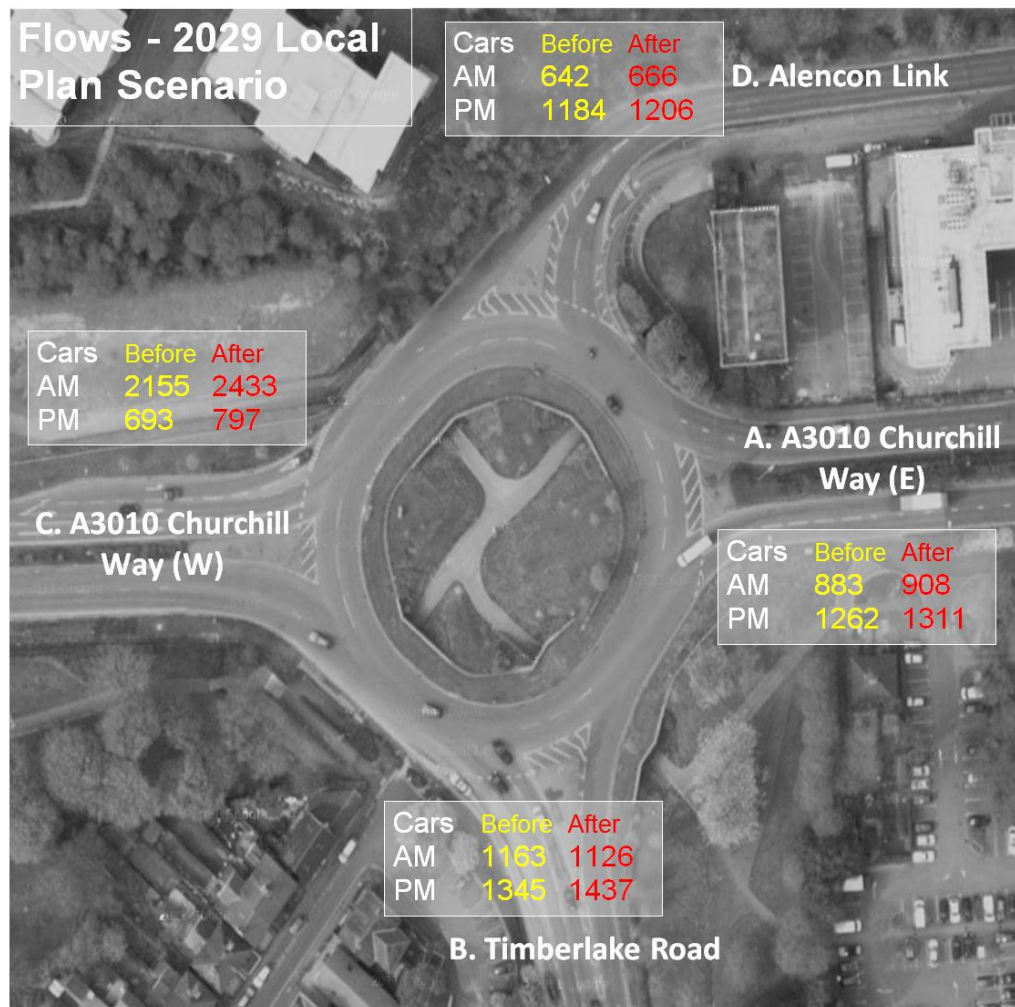 Flows - 2029 Local
Plan Scenario
Cars Before After
AM 642 666
PM 1184 1206
D. Alencon Link
Cars Before After
AM 2155 2433
PM 693 797
A. A3010 Churchill
Way (E)
C. A3010 Churchill
Way (W)
Cars Before After
AM 883 908
PM 1262 1311
Cars Before After
AM 1163 1126
PM 1345 1437
B. Timberlake Road